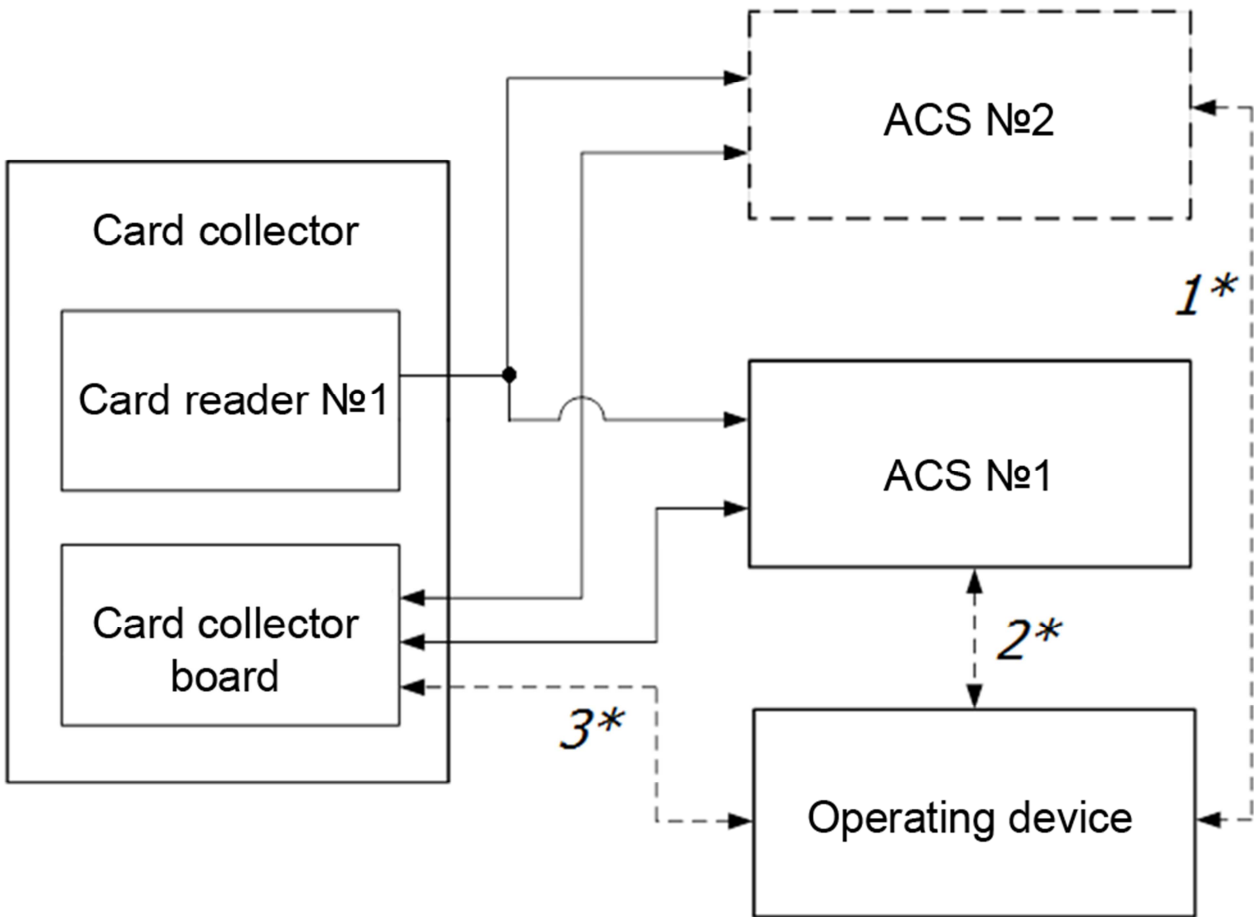 ACS №2
Card collector
1*
Card reader №1
ACS №1
Card collector
board
2*
3*
Operating device